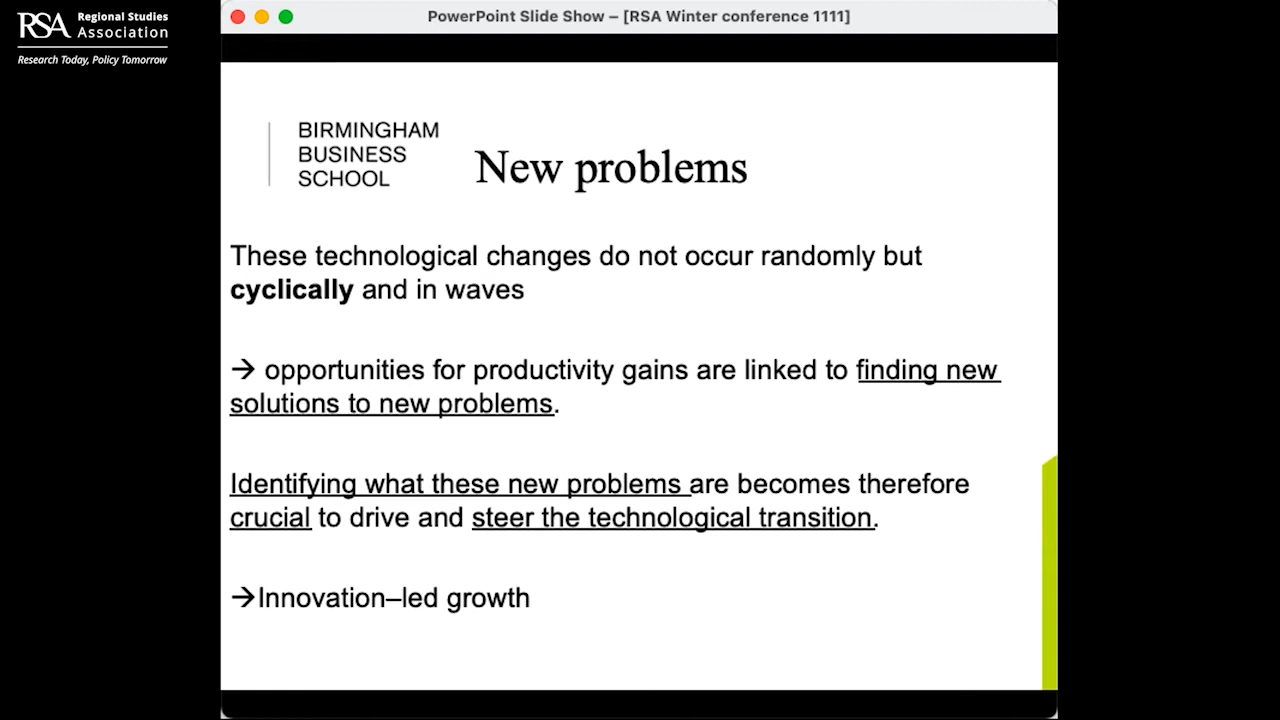 RSA Regional Studies Association
Research Today, Policy Tomorrow
PowerPoint Slide Show – [RSA Winter conference 1111]
BIRMINGHAM
BUSINESS
SCHOOL
New problems
These technological changes do not occur randomly but
cyclically and in waves
→ opportunities for productivity gains are linked to finding new
solutions to new problems.
Identifying what these new problems are becomes therefore
crucial to drive and steer the technological transition.
→Innovation–led growth